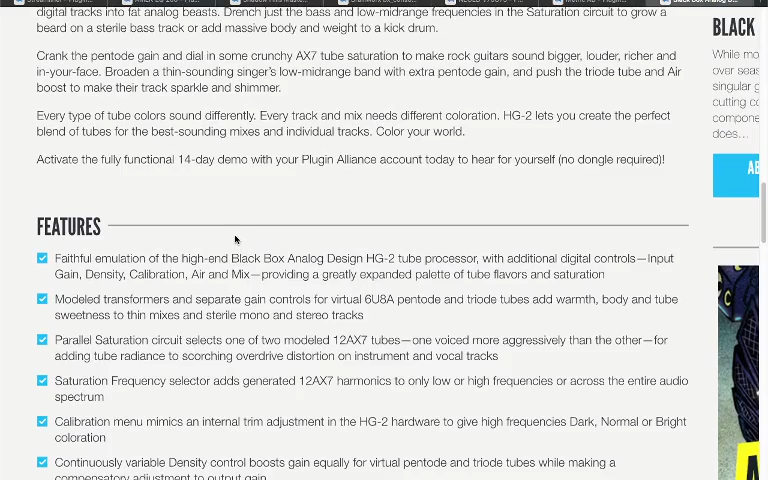 digital tracks into fat analog beasts. Drench just the bass and low-midrange frequencies in the Saturation circuit to grow a
beard on a sterile bass track or add massive body and weight to a kick drum.
Crank the pentode gain and dial in some crunchy AX7 tube saturation to make rock guitars sound bigger, louder, richer and
in-your-face. Broaden a thin-sounding singer's low-midrange band with extra pentode gain, and push the triode tube and Air
boost to make their track sparkle and shimmer.
Every type of tube colors sound differently. Every track and mix needs different coloration. HG-2 lets you create the perfect
blend of tubes for the best-sounding mixes and individual tracks. Color your world.
Activate the fully functional 14-day demo with your Plugin Alliance account today to hear for yourself (no dongle required)!
FEATURES
Faithful emulation of the high-end Black Box Analog Design HG-2 tube processor, with additional digital controls—Input
Gain, Density, Calibration, Air and Mix—providing a greatly expanded palette of tube flavors and saturation
Modeled transformers and separate gain controls for virtual 6U8A pentode and triode tubes add warmth, body and tube
sweetness to thin mixes and sterile mono and stereo tracks
Parallel Saturation circuit selects one of two modeled 12AX7 tubes—one voiced more aggressively than the other—for
adding tube radiance to scorching overdrive distortion on instrument and vocal tracks
Saturation Frequency selector adds generated 12AX7 harmonics to only low or high frequencies or across the entire audio
spectrum
Calibration menu mimics an internal trim adjustment in the HG-2 hardware to give high frequencies Dark, Normal or Bright
coloration
Continuously variable Density control boosts gain equally for virtual pentode and triode tubes while making a
compensatory adjustment to output gain
BLACK
While mo
over seas
singular g
cutting co
compone
does…
AB